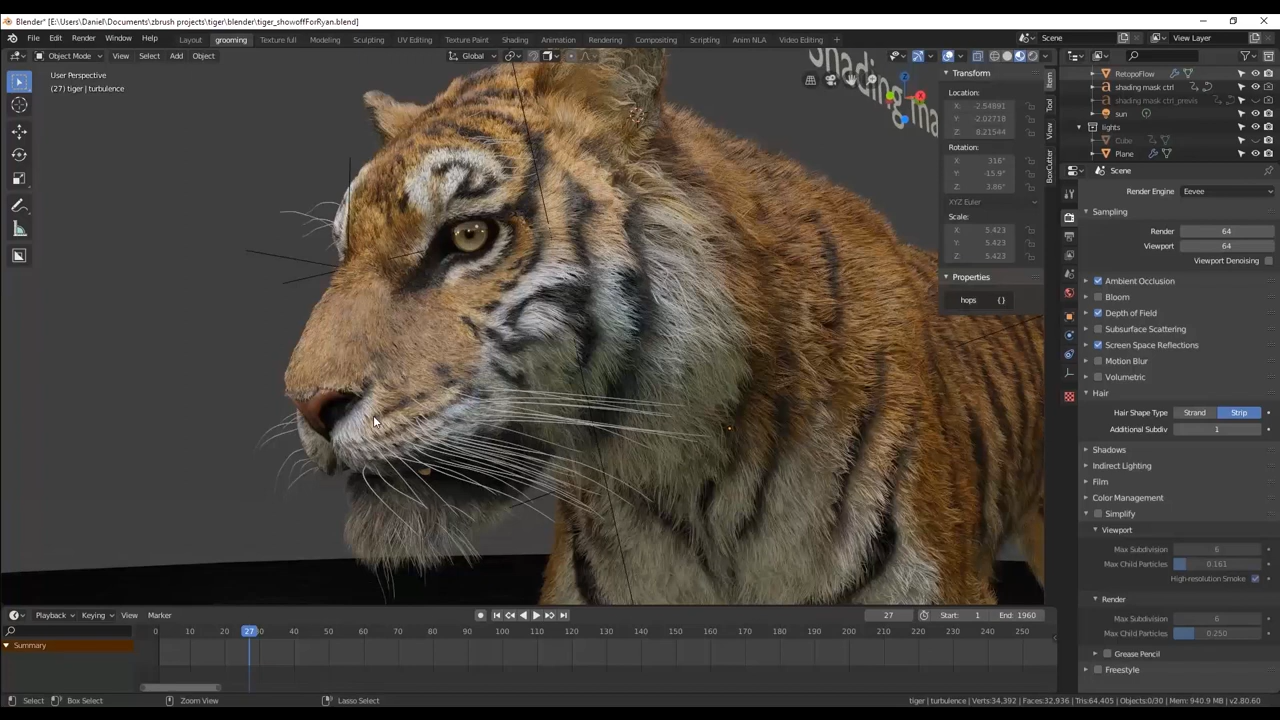 Blender* [E:\Users\Daniel\Documents\zbrush projects\tiger\blender\tiger_showoffForRyan.blend]
File Edit Render Window Help Layout grooming Texture full Modeling Sculpting UV Editing Texture Paint Shading Animation Rendering Compositing Scripting Anim NLA Video Editing + Scene View Layer
Object Mode View Select Add Object Global
User Perspective
(27) tiger | turbulence
Shading ma
Transform
Location:
X: -2.54891
Y: -2.02718
Z: 8.21544
Rotation:
X: 316°
Y: -15.9°
Z: 3.86°
XYZ Euler
Scale:
X: 5.423
Y: 5.423
Z: 5.423
Properties
hops {}
Item
Tool
View
BoxCutter
RetopoFlow
shading mask ctrl
shading mask ctrl_previs
sun
lights
Cube
Plane
Scene
Render Engine Eevee
Sampling
Render 64
Viewport 64
Viewport Denoising
Ambient Occlusion
Bloom
Depth of Field
Subsurface Scattering
Screen Space Reflections
Motion Blur
Volumetric
Hair
Hair Shape Type Strand Strip
Additional Subdiv 1
Shadows
Indirect Lighting
Film
Color Management
Simplify
Viewport
Max Subdivision 6
Max Child Particles 0.161
High-resolution Smoke
Render
Max Subdivision 6
Max Child Particles 0.250
Grease Pencil
Freestyle
Playback Keying View Marker 27 Start: 1 End: 1960
0 10 20 27 30 40 50 60 70 80 90 100 110 120 130 140 150 160 170 180 190 200 210 220 230 240 250
Summary
Select Box Select Zoom View Lasso Select tiger | turbulence | Verts:34,392 | Faces:32,936 | Tris:64,405 | Objects:0/30 | Mem: 940.9 MB | v2.80.60